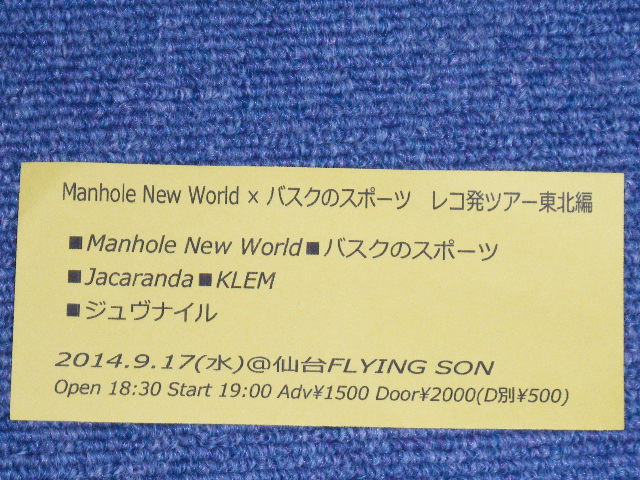 Manhole New World × バスクのスポーツ　レコ発ツアー東北編
■Manhole New World■バスクのスポーツ
■Jacaranda■KLEM
■ジュヴナイル
2014.9.17(水)@仙台FLYING SON
Open 18:30 Start 19:00 Adv¥1500 Door¥2000(D別¥500)